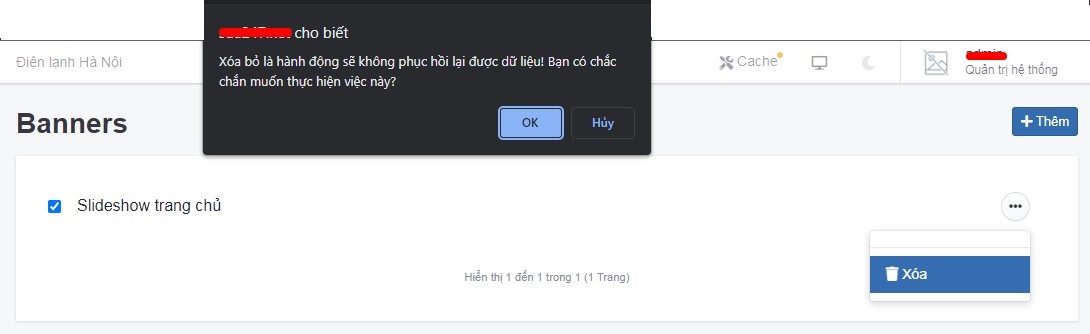 cho biết
Xóa bỏ là hành động sẽ không phục hồi lại được dữ liệu! Bạn có chắc
chắn muốn thực hiện việc này?
OK
Hủy
Điện lạnh Hà Nội
Cache
Quản trị hệ thống
Banners
+ Thêm
Slideshow trang chủ
Xóa
Hiển thị 1 đến 1 trong 1 (1 Trang)